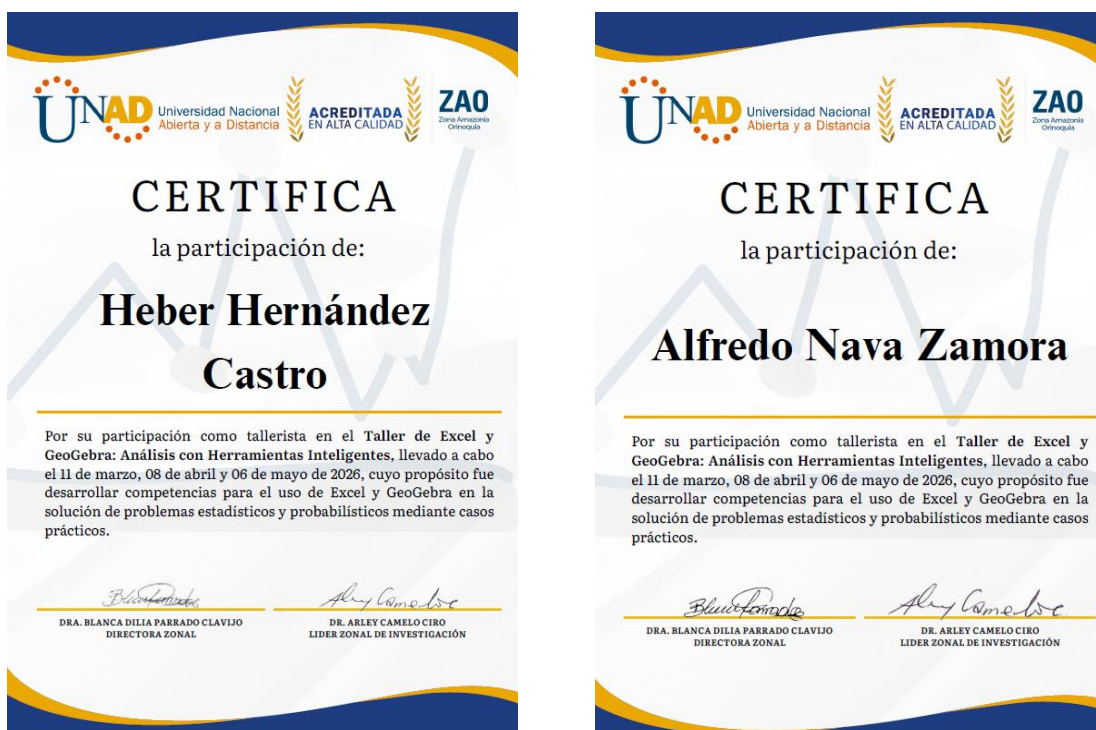 UNAD Universidad Nacional
Abierta y a Distancia
ACREDITADA
EN ALTA CALIDAD
ZAO
Zona Amazonía
Orinoquía
CERTIFICA
la participación de:
Heber Hernández
Castro
Por su participación como tallerista en el Taller de Excel y
GeoGebra: Análisis con Herramientas Inteligentes, llevado a cabo
el 11 de marzo, 08 de abril y 06 de mayo de 2026, cuyo propósito fue
desarrollar competencias para el uso de Excel y GeoGebra en la
solución de problemas estadísticos y probabilísticos mediante casos
prácticos.
DRA. BLANCA DILIA PARRADO CLAVIJO
DIRECTORA ZONAL
Arley Camelo C
DR. ARLEY CAMELO CIRO
LIDER ZONAL DE INVESTIGACIÓN
UNAD Universidad Nacional
Abierta y a Distancia
ACREDITADA
EN ALTA CALIDAD
ZAO
Zona Amazonía
Orinoquía
CERTIFICA
la participación de:
Alfredo Nava Zamora
Por su participación como tallerista en el Taller de Excel y
GeoGebra: Análisis con Herramientas Inteligentes, llevado a cabo
el 11 de marzo, 08 de abril y 06 de mayo de 2026, cuyo propósito fue
desarrollar competencias para el uso de Excel y GeoGebra en la
solución de problemas estadísticos y probabilísticos mediante casos
prácticos.
DRA. BLANCA DILIA PARRADO CLAVIJO
DIRECTORA ZONAL
Arley Camelo C
DR. ARLEY CAMELO CIRO
LIDER ZONAL DE INVESTIGACIÓN